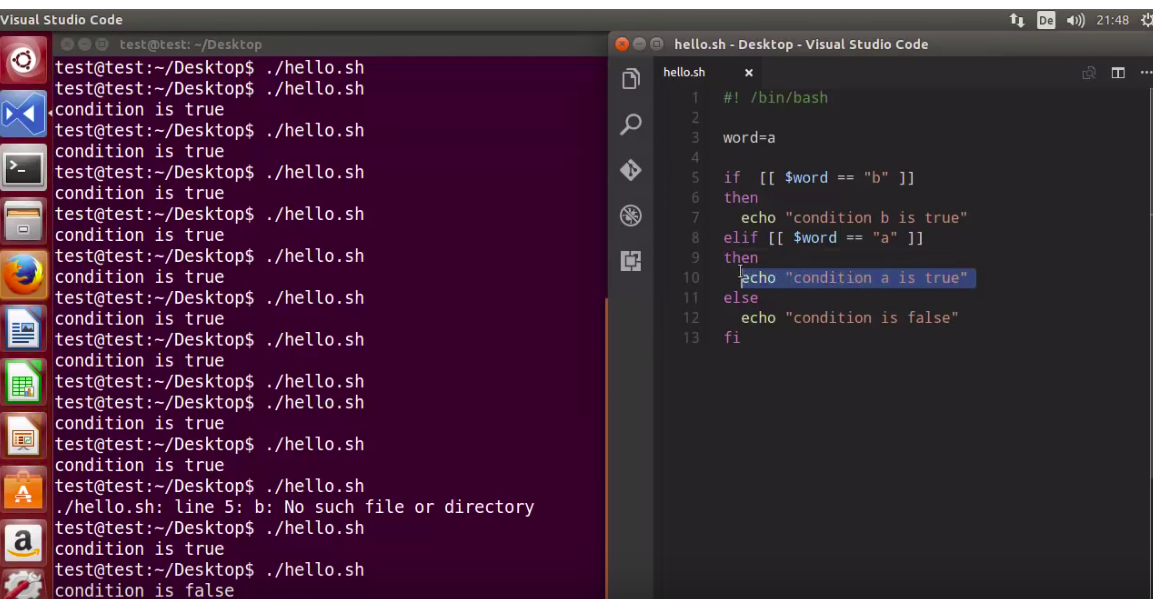 Visual Studio Code
De
21:48
test@test: ~/Desktop
test@test:~/Desktop$ ./hello.sh
test@test:~/Desktop$ ./hello.sh
condition is true
test@test:~/Desktop$ ./hello.sh
condition is true
test@test:~/Desktop$ ./hello.sh
condition is true
test@test:~/Desktop$ ./hello.sh
condition is true
test@test:~/Desktop$ ./hello.sh
condition is true
test@test:~/Desktop$ ./hello.sh
condition is true
test@test:~/Desktop$ ./hello.sh
condition is true
test@test:~/Desktop$ ./hello.sh
test@test:~/Desktop$ ./hello.sh
condition is true
test@test:~/Desktop$ ./hello.sh
condition is true
test@test:~/Desktop$ ./hello.sh
./hello.sh: line 5: b: No such file or directory
test@test:~/Desktop$ ./hello.sh
condition is true
test@test:~/Desktop$ ./hello.sh
condition is false
hello.sh - Desktop - Visual Studio Code
hello.sh
1 #! /bin/bash
2
3 word=a
4
5 if  [[ $word == "b" ]]
6 then
7   echo "condition b is true"
8 elif [[ $word == "a" ]]
9 then
10   echo "condition a is true"
11 else
12   echo "condition is false"
13 fi